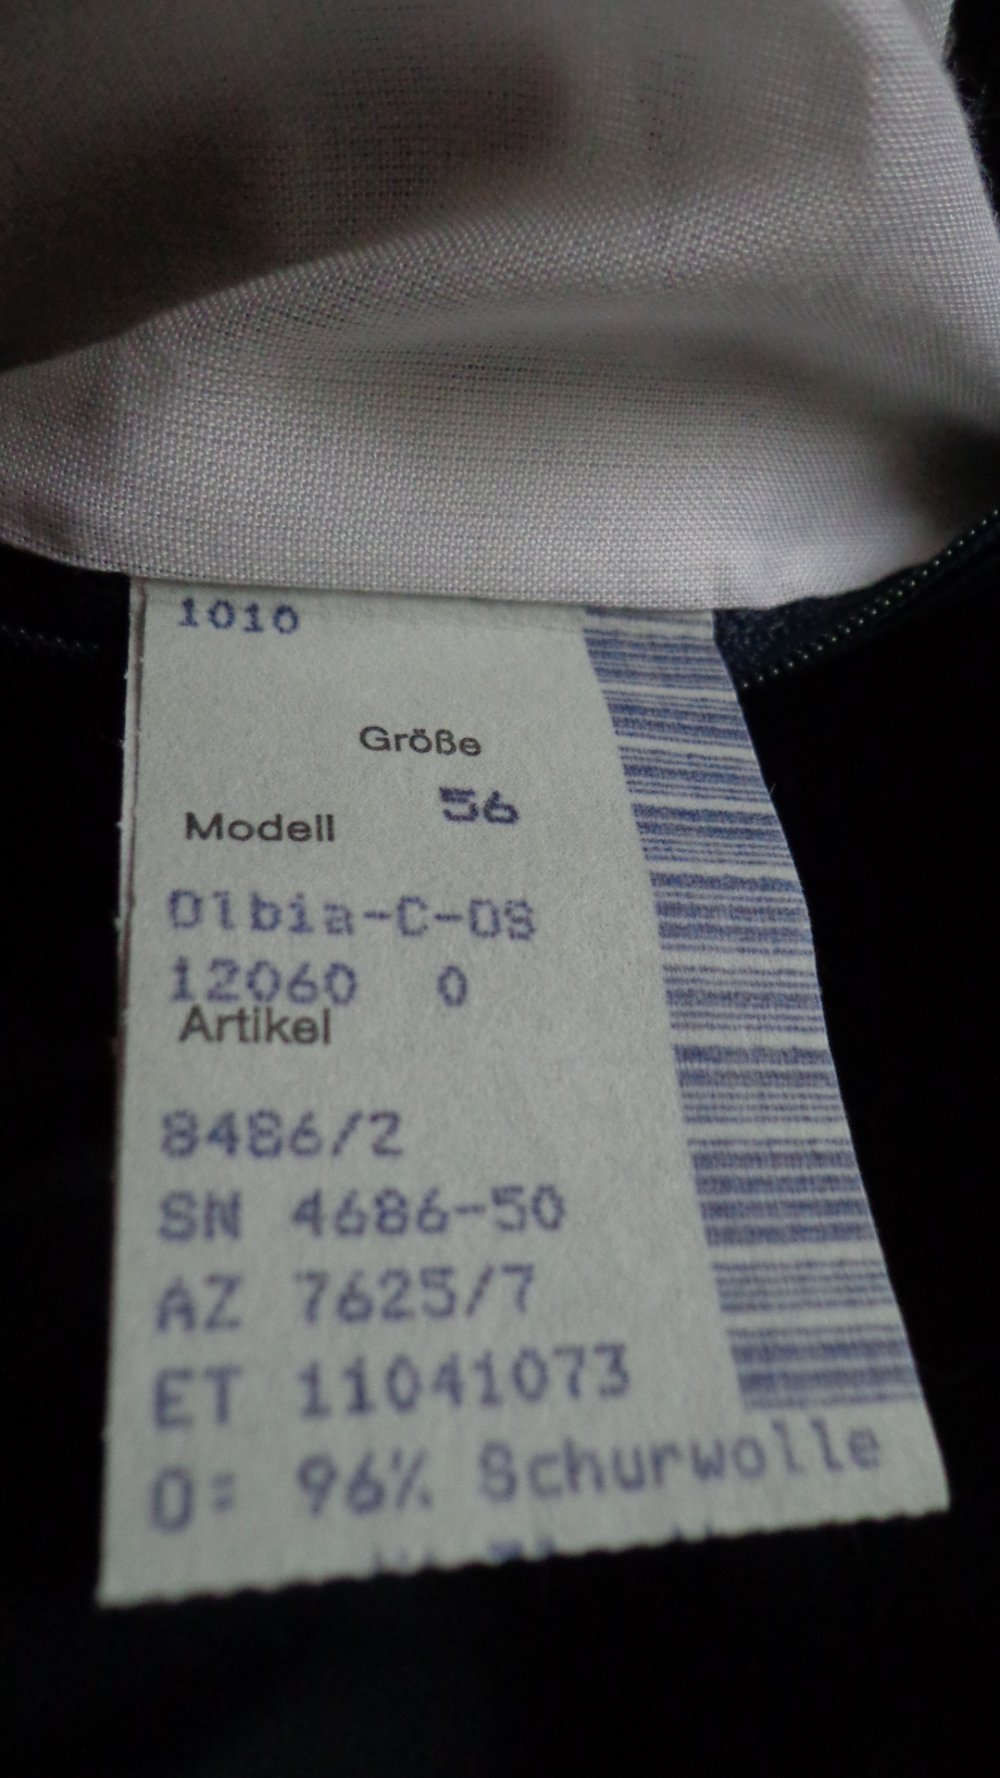 1010
Größe
56
Modell
Olbia-C-OS
12060 0
Artikel
8486/2
SN 4686-50
AZ 7625/7
ET 11041073
O: 96% Schurwolle